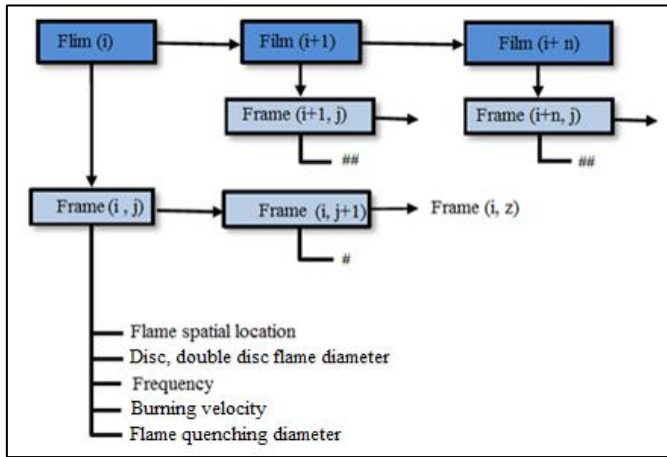 Flim (i)
Film (i+1)
Film (i+ n)
Frame (i+1, j)
Frame (i+n, j)
##
##
Frame (i , j)
Frame (i, j+1)
Frame (i, z)
#
Flame spatial location
Disc, double disc flame diameter
Frequency
Burning velocity
Flame quenching diameter